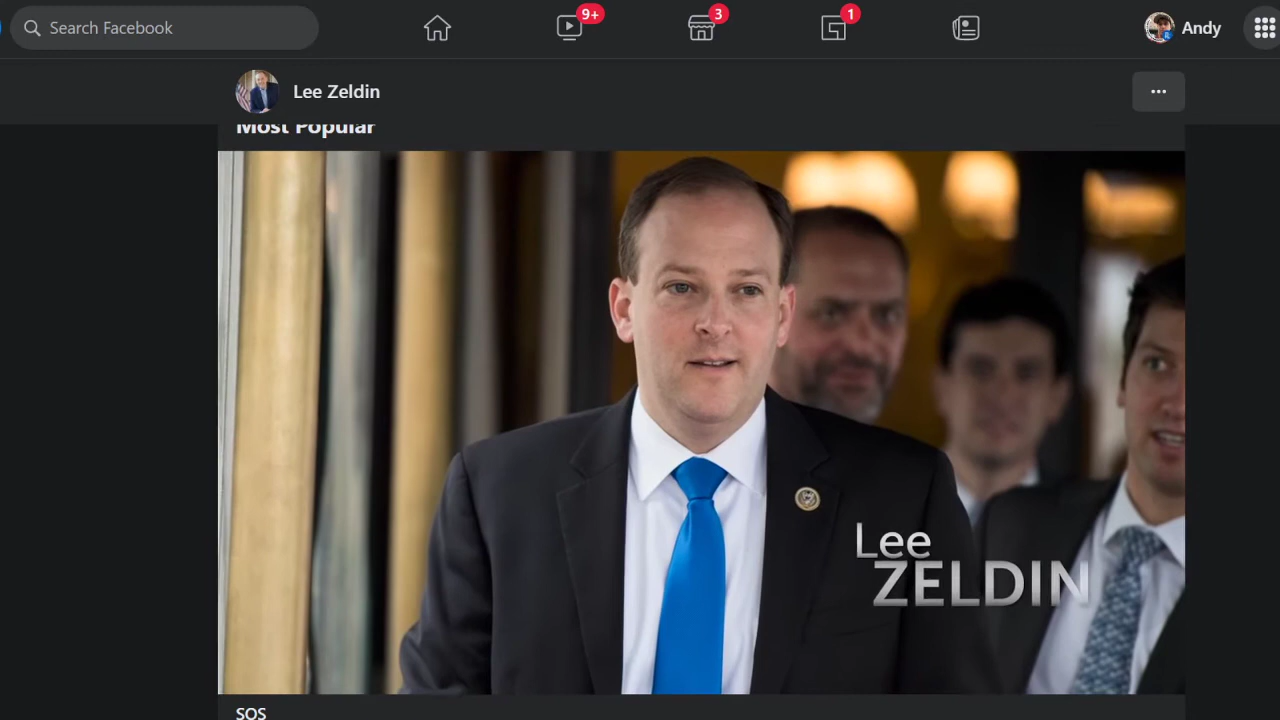 Search Facebook
9+
3
1
Andy
Lee Zeldin
Most Popular
Lee
ZELDIN
SOS